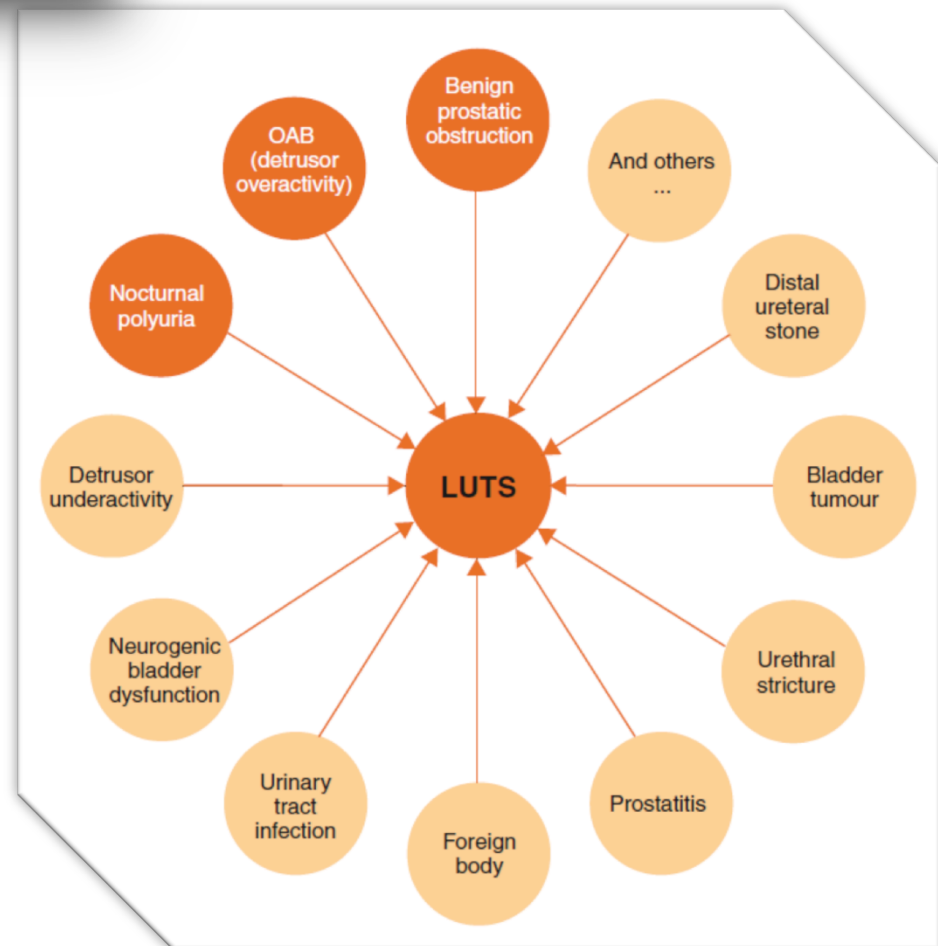 Benign
prostatic
obstruction
And others
...
Distal
ureteral
stone
Bladder
tumour
Urethral
stricture
Prostatitis
Foreign
body
Urinary
tract
infection
Neurogenic
bladder
dysfunction
Detrusor
underactivity
Nocturnal
polyuria
OAB
(detrusor
overactivity)
LUTS